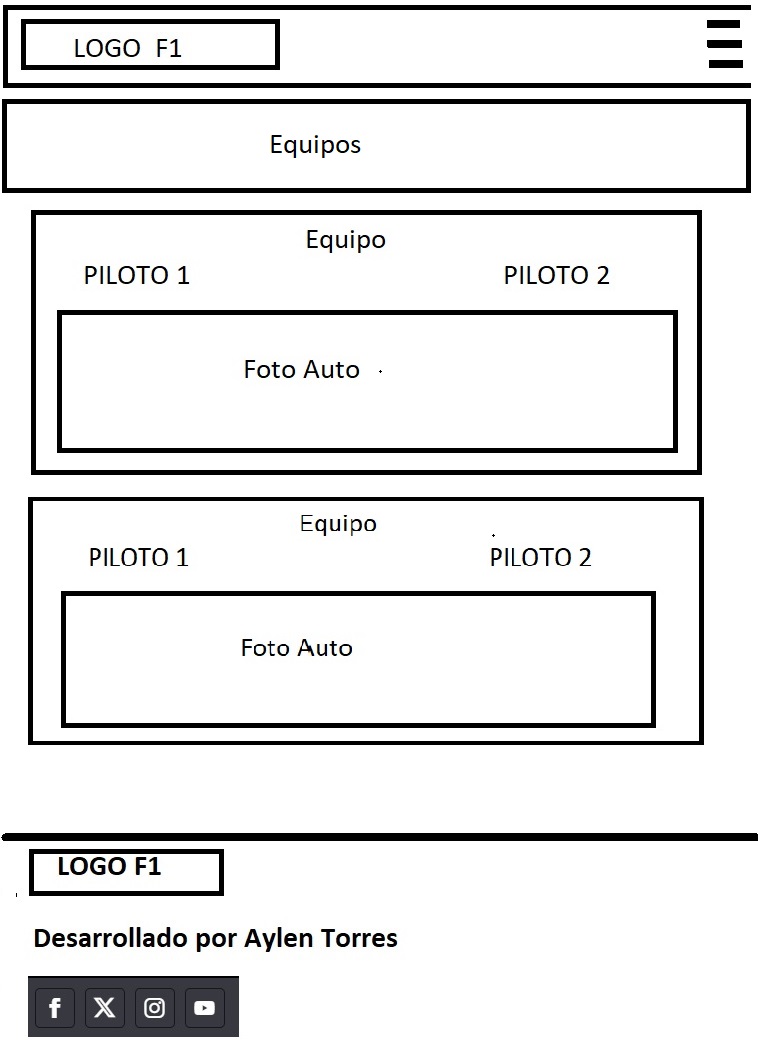 LOGO F1
Equipos
Equipo
PILOTO 1 PILOTO 2
Foto Auto
Equipo
PILOTO 1 PILOTO 2
Foto Auto
LOGO F1
Desarrollado por Aylen Torres